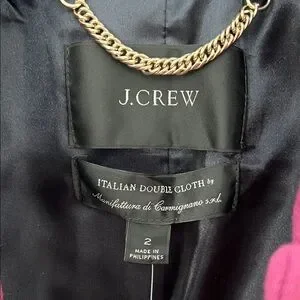 J.CREW
ITALIAN DOUBLE CLOTH by
Manifattura di Carmignano s.r.l.
2
MADE IN
PHILIPPINES